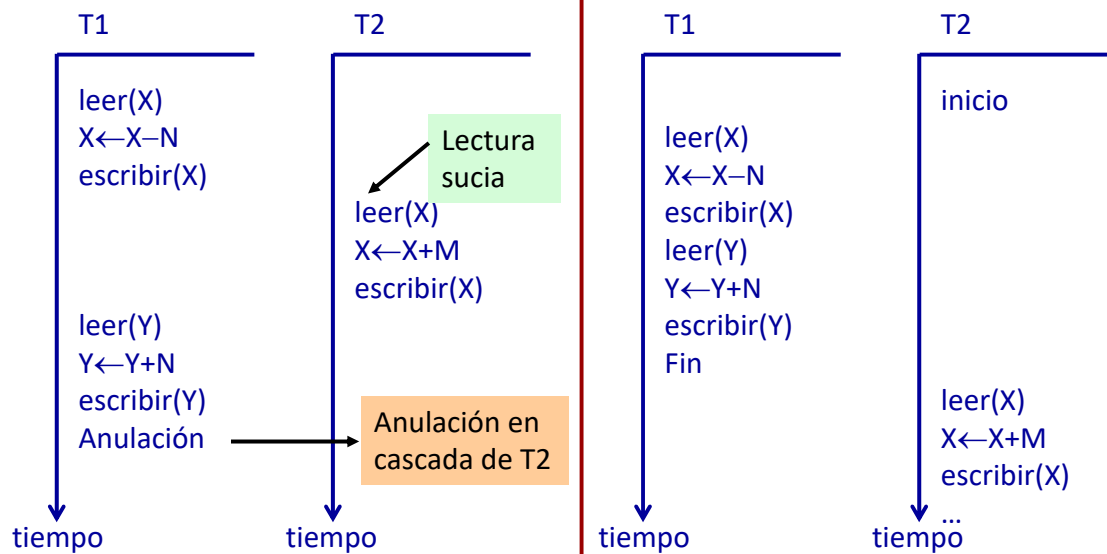 T1
leer(X)
X←X–N
escribir(X)
leer(Y)
Y←Y+N
escribir(Y)
Anulación
tiempo
T2
Lectura
sucia
leer(X)
X←X+M
escribir(X)
Anulación en
cascada de T2
tiempo
T1
leer(X)
X←X–N
escribir(X)
leer(Y)
Y←Y+N
escribir(Y)
Fin
tiempo
T2
inicio
leer(X)
X←X+M
escribir(X)
...
tiempo